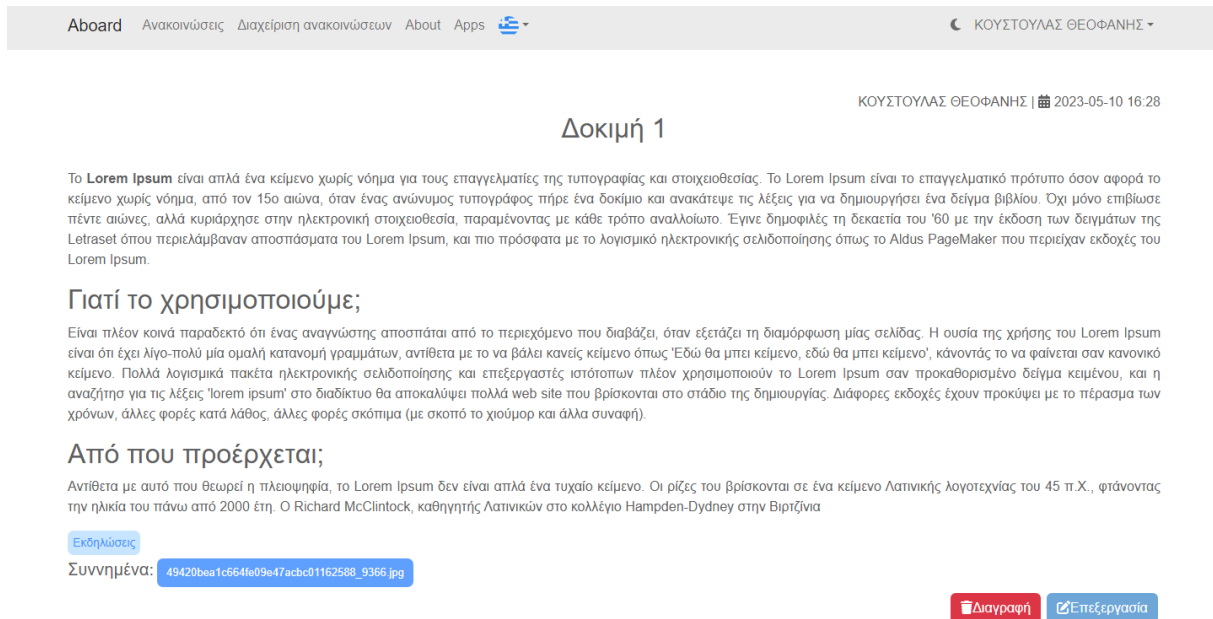 Aboard Ανακοινώσεις Διαχείριση ανακοινώσεων About Apps ΚΟΥΣΤΟΥΛΑΣ ΘΕΟΦΑΝΗΣ
ΚΟΥΣΤΟΥΛΑΣ ΘΕΟΦΑΝΗΣ | 2023-05-10 16:28
Δοκιμή 1
Το Lorem Ipsum είναι απλά ένα κείμενο χωρίς νόημα για τους επαγγελματίες της τυπογραφίας και στοιχειοθεσίας. Το Lorem Ipsum είναι το επαγγελματικό πρότυπο όσον αφορά το
κείμενο χωρίς νόημα, από τον 15ο αιώνα, όταν ένας ανώνυμος τυπογράφος πήρε ένα δοκίμιο και ανακάτεψε τις λέξεις για να δημιουργήσει ένα δείγμα βιβλίου. Όχι μόνο επιβίωσε
πέντε αιώνες, αλλά κυριάρχησε στην ηλεκτρονική στοιχειοθεσία, παραμένοντας με κάθε τρόπο αναλλοίωτο. Έγινε δημοφιλές τη δεκαετία του '60 με την έκδοση των δειγμάτων της
Letraset όπου περιελάμβαναν αποσπάσματα του Lorem Ipsum, και πιο πρόσφατα με το λογισμικό ηλεκτρονικής σελιδοποίησης όπως το Aldus PageMaker που περιείχαν εκδοχές του
Lorem Ipsum.
Γιατί το χρησιμοποιούμε;
Είναι πλέον κοινά παραδεκτό ότι ένας αναγνώστης αποσπάται από το περιεχόμενο που διαβάζει, όταν εξετάζει τη διαμόρφωση μίας σελίδας. Η ουσία της χρήσης του Lorem Ipsum
είναι ότι έχει λίγο-πολύ μία ομαλή κατανομή γραμμάτων, αντίθετα με το να βάλει κανείς κείμενο όπως 'Εδώ θα μπει κείμενο, εδώ θα μπει κείμενο', κάνοντάς το να φαίνεται σαν κανονικό
κείμενο. Πολλά λογισμικά πακέτα ηλεκτρονικής σελιδοποίησης και επεξεργαστές ιστότοπων πλέον χρησιμοποιούν το Lorem Ipsum σαν προκαθορισμένο δείγμα κειμένου, και η
αναζήτησ για τις λέξεις 'lorem ipsum' στο διαδίκτυο θα αποκαλύψει πολλά web site που βρίσκονται στο στάδιο της δημιουργίας. Διάφορες εκδοχές έχουν προκύψει με το πέρασμα των
χρόνων, άλλες φορές κατά λάθος, άλλες φορές σκόπιμα (με σκοπό το χιούμορ και άλλα συναφή).
Από που προέρχεται;
Αντίθετα με αυτό που θεωρεί η πλειοψηφία, το Lorem Ipsum δεν είναι απλά ένα τυχαίο κείμενο. Οι ρίζες του βρίσκονται σε ένα κείμενο Λατινικής λογοτεχνίας του 45 π.Χ., φτάνοντας
την ηλικία του πάνω από 2000 έτη. Ο Richard McClintock, καθηγητής Λατινικών στο κολλέγιο Hampden-Dydney στην Βιρτζίνια
Εκδηλώσεις
Συννημένα: 49420bea1c664fe09e47acbc01162588_9366.jpg
Διαγραφή Επεξεργασία